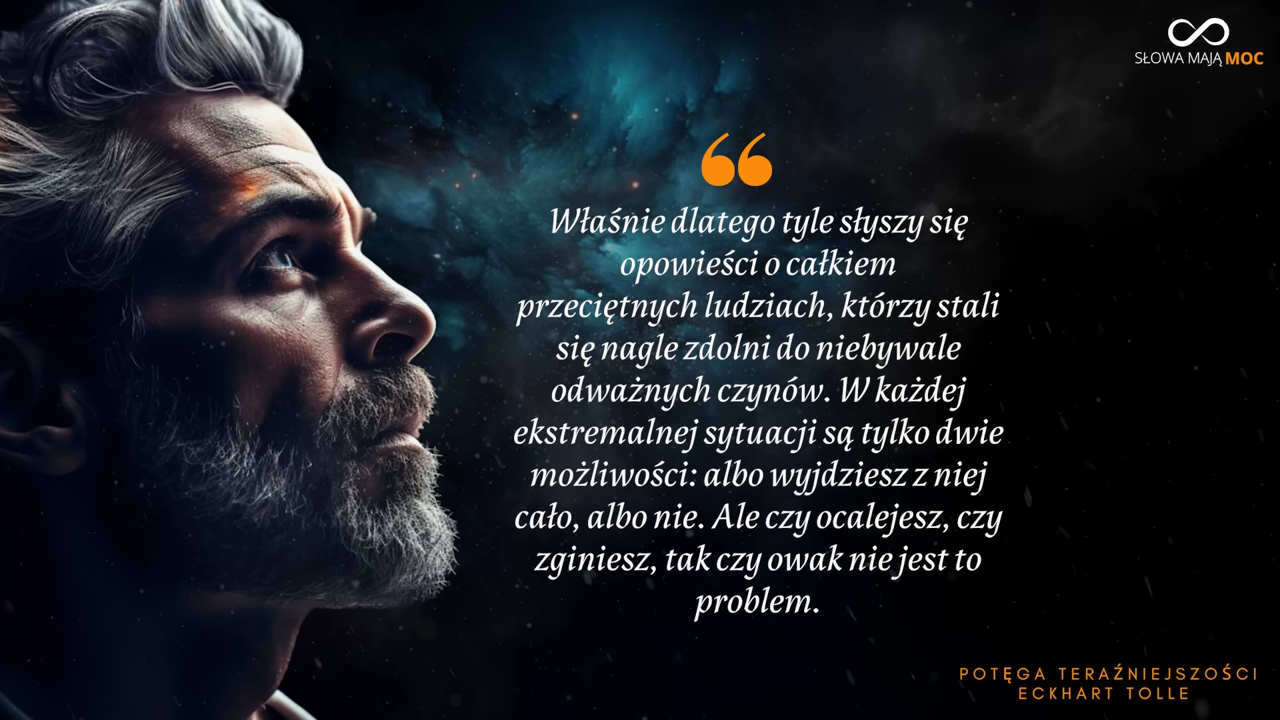 SŁOWA MAJĄ MOC
Właśnie dlatego tyle słyszy się
opowieści o całkiem
przeciętnych ludziach, którzy stali
się nagle zdolni do niebywale
odważnych czynów. W każdej
ekstremalnej sytuacji są tylko dwie
możliwości: albo wyjdziesz z niej
cało, albo nie. Ale czy ocalejesz, czy
zginiesz, tak czy owak nie jest to
problem.
POTĘGA TERAŹNIEJSZOŚCI
ECKHART TOLLE